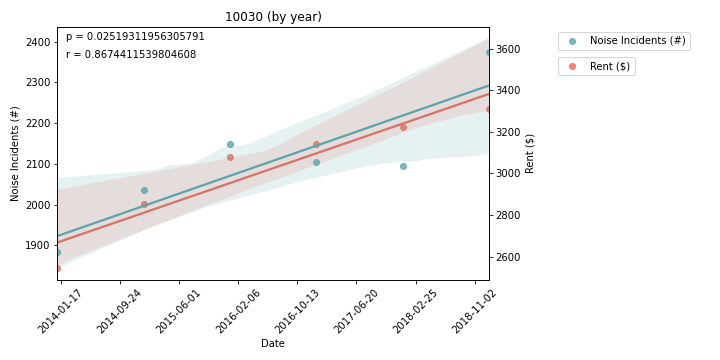 10030 (by year)
p = 0.02519311956305791
r = 0.8674411539804608
Noise Incidents (#)
Rent ($)
2400
2300
2200
2100
2000
1900
Noise Incidents (#)
3600
3400
3200
3000
2800
2600
Rent ($)
2014-01-17
2014-09-24
2015-06-01
2016-02-06
2016-10-13
2017-06-20
2018-02-25
2018-11-02
Date